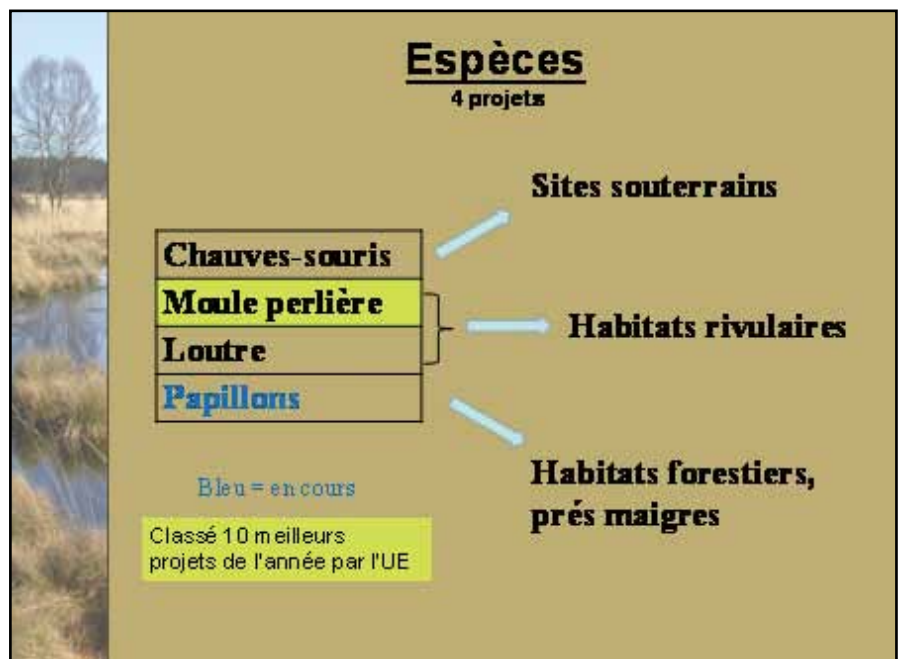 Espèces
4 projets
Sites souterrains
Chauves-souris
Moule perlière
Habitats rivulaires
Loutre
Papillons
Habitats forestiers,
prés maigres
Bleu = en cours
Classé 10 meilleurs
projets de l'année par l'UE